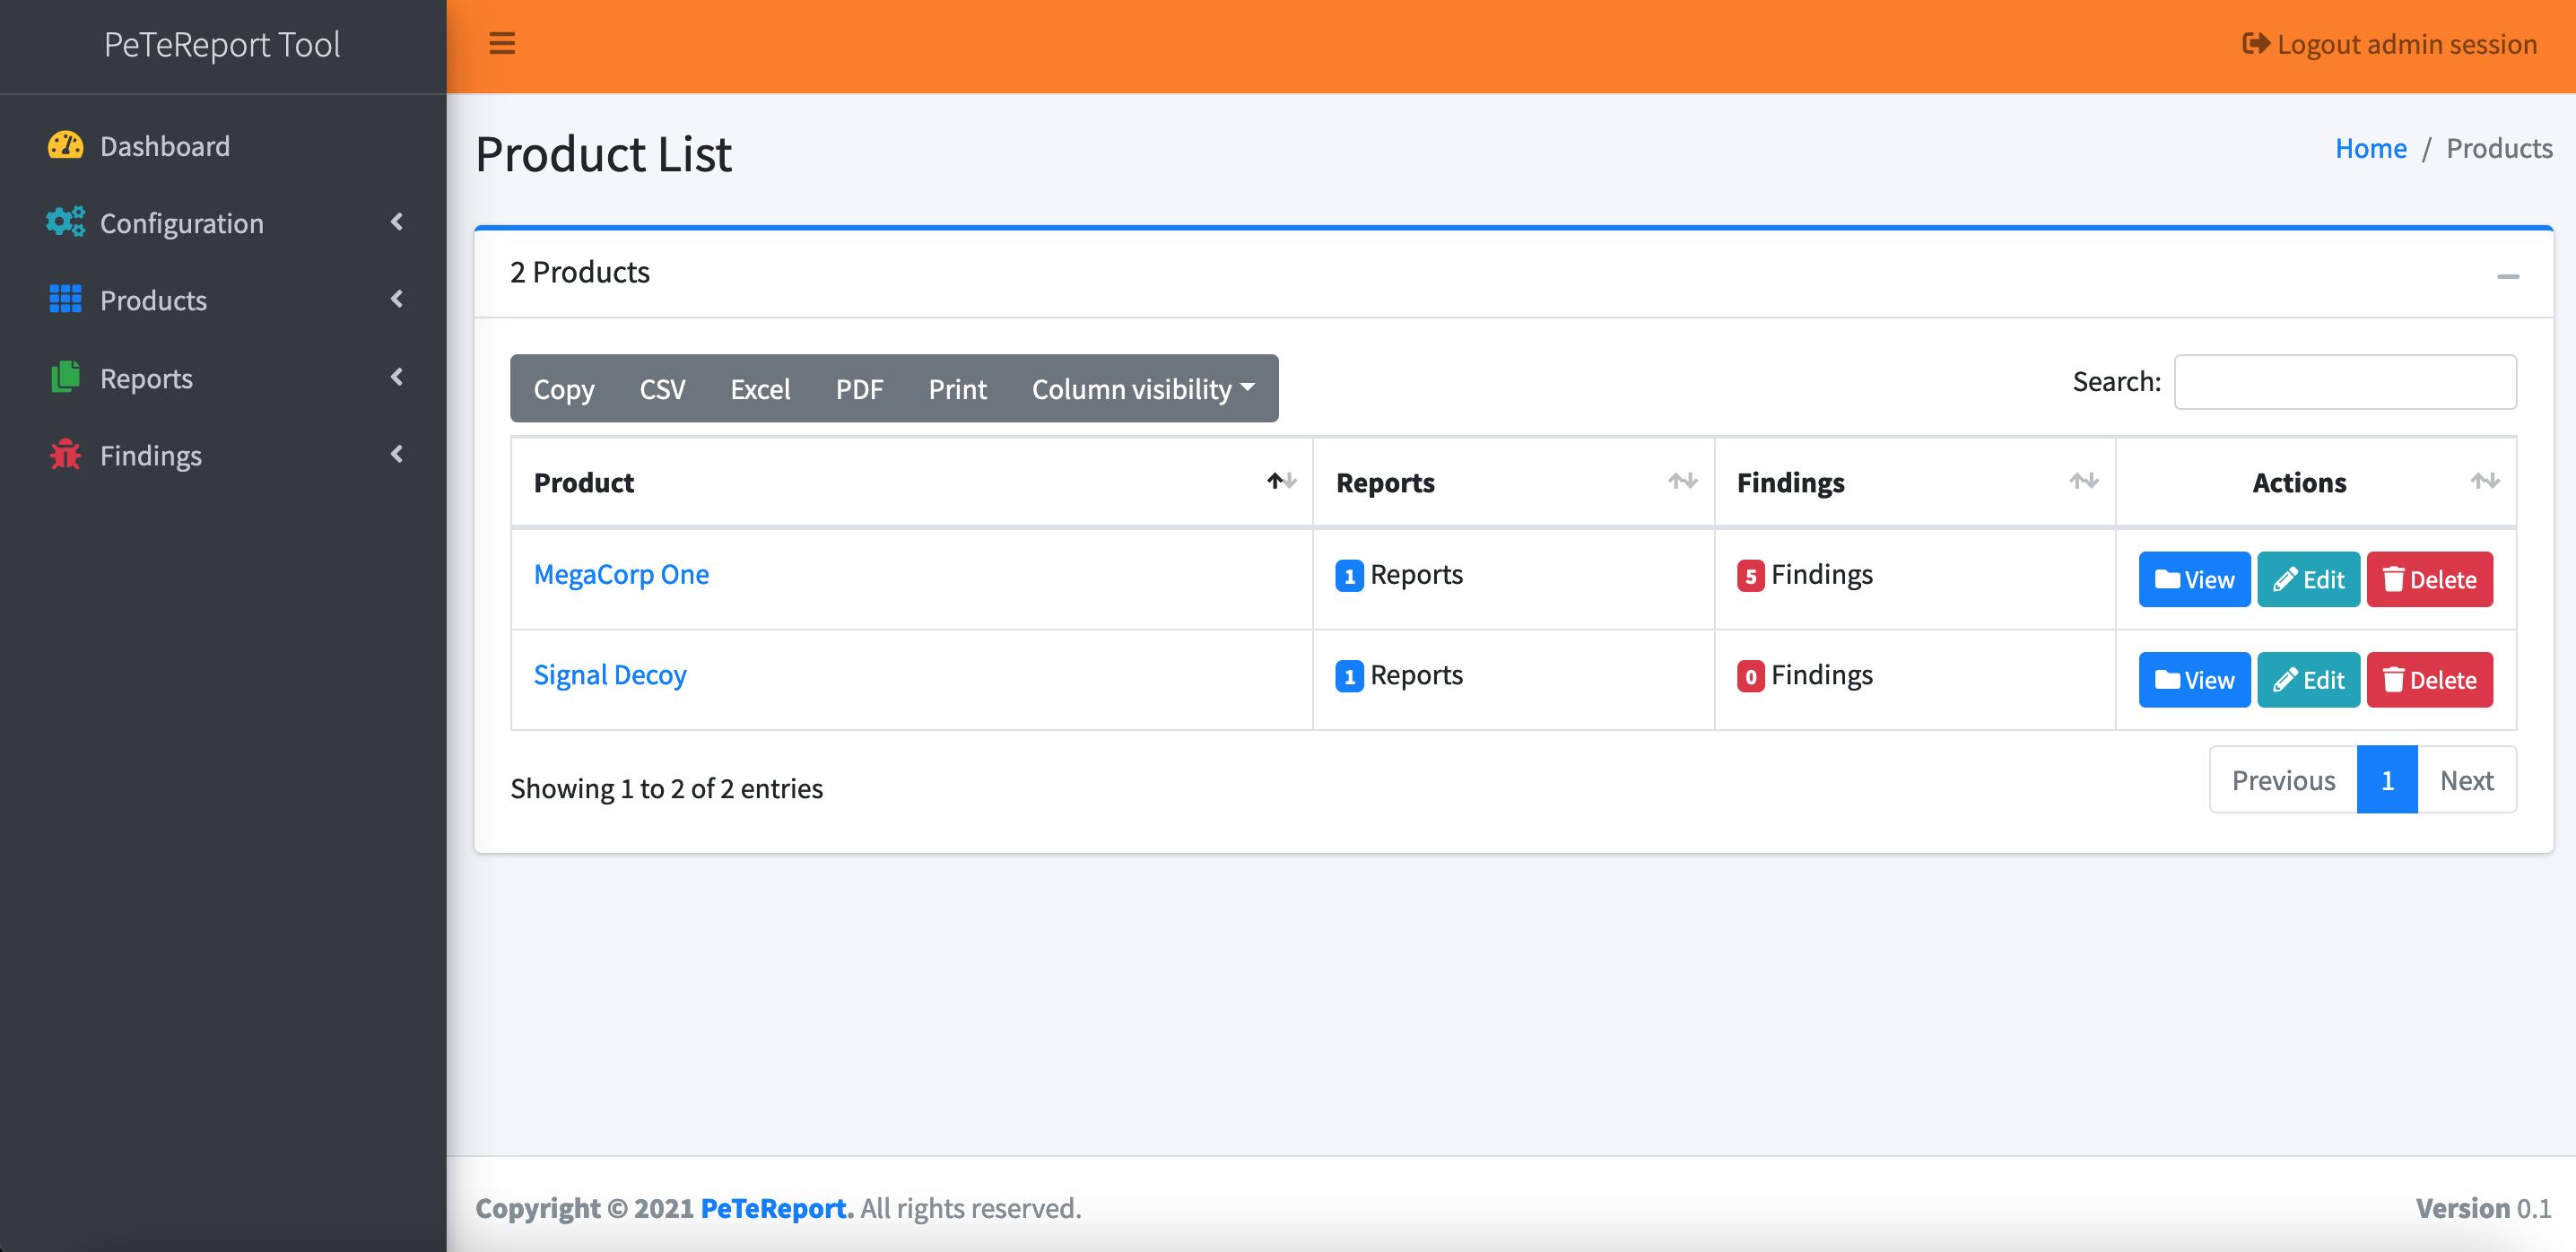 PeTeReport Tool
Logout admin session
Dashboard
Configuration
Products
Reports
Findings
Product List
Home / Products
2 Products
Copy CSV Excel PDF Print Column visibility
Search:
Product Reports Findings Actions
MegaCorp One 1 Reports 5 Findings View Edit Delete
Signal Decoy 1 Reports 0 Findings View Edit Delete
Showing 1 to 2 of 2 entries
Previous 1 Next
Copyright © 2021 PeTeReport. All rights reserved.
Version 0.1